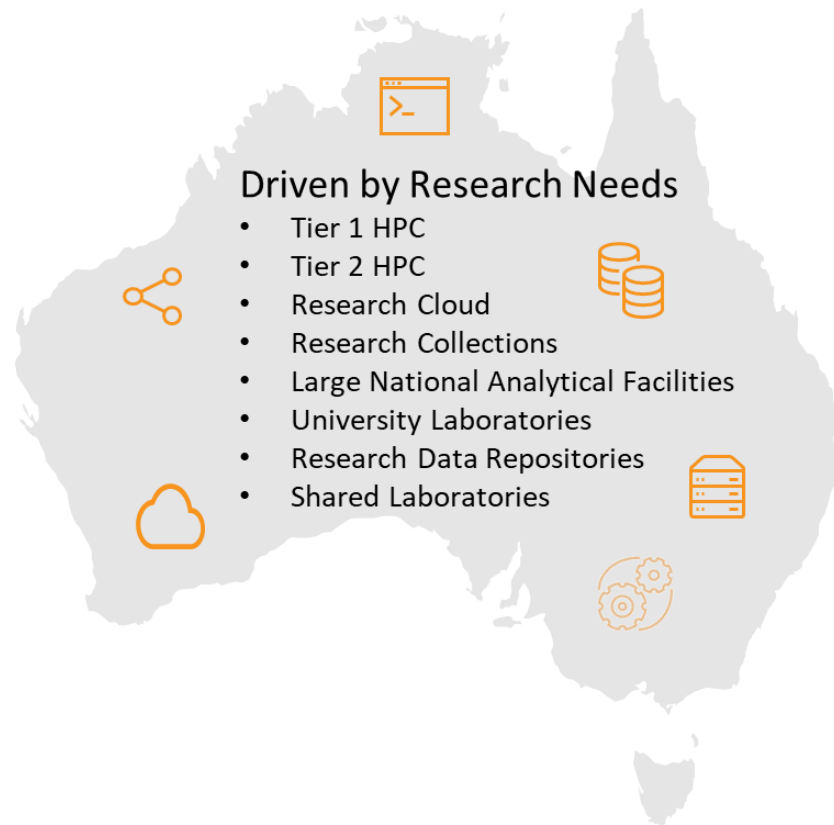 Driven by Research Needs
• Tier 1 HPC
• Tier 2 HPC
• Research Cloud
• Research Collections
• Large National Analytical Facilities
• University Laboratories
• Research Data Repositories
• Shared Laboratories